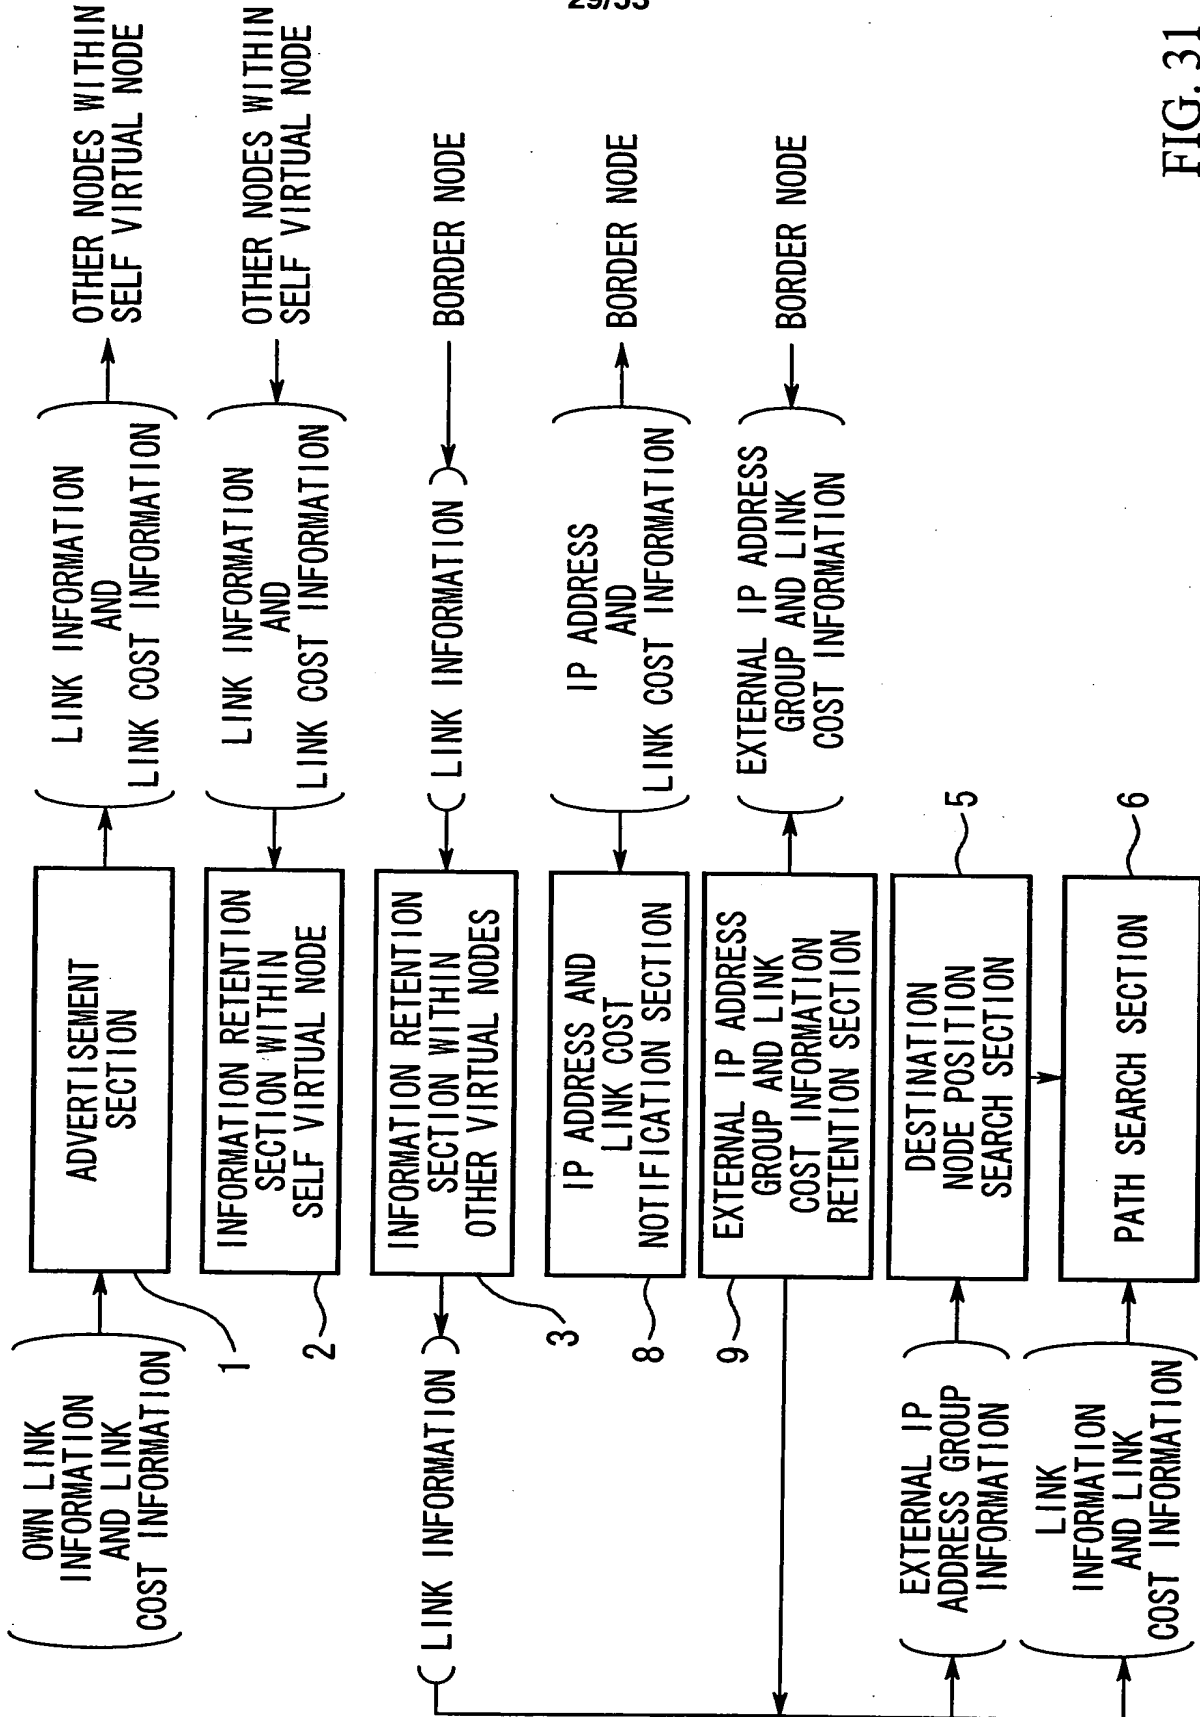 29/53
OWN LINK
INFORMATION
AND LINK
COST INFORMATION
1
ADVERTISEMENT
SECTION
LINK INFORMATION
AND
LINK COST INFORMATION
OTHER NODES WITHIN
SELF VIRTUAL NODE
2
INFORMATION RETENTION
SECTION WITHIN
SELF VIRTUAL NODE
LINK INFORMATION
AND
LINK COST INFORMATION
OTHER NODES WITHIN
SELF VIRTUAL NODE
LINK INFORMATION
3
INFORMATION RETENTION
SECTION WITHIN
OTHER VIRTUAL NODES
LINK INFORMATION
BORDER NODE
8
IP ADDRESS AND
LINK COST
NOTIFICATION SECTION
IP ADDRESS
AND
LINK COST INFORMATION
BORDER NODE
9
EXTERNAL IP ADDRESS
GROUP AND LINK
COST INFORMATION
RETENTION SECTION
EXTERNAL IP ADDRESS
GROUP AND LINK
COST INFORMATION
BORDER NODE
EXTERNAL IP
ADDRESS GROUP
INFORMATION
DESTINATION
NODE POSITION
SEARCH SECTION
5
LINK
INFORMATION
AND LINK
COST INFORMATION
PATH SEARCH SECTION
6
FIG. 31